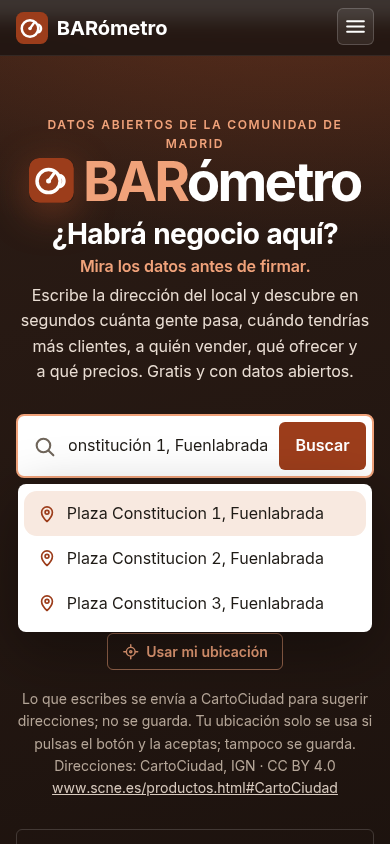 BARómetro
DATOS ABIERTOS DE LA COMUNIDAD DE
MADRID
BARómetro
¿Habrá negocio aquí?
Mira los datos antes de firmar.
Escribe la dirección del local y descubre en
segundos cuánta gente pasa, cuándo tendrías
más clientes, a quién vender, qué ofrecer y
a qué precios. Gratis y con datos abiertos.
onstitución 1, Fuenlabrada
Buscar
Plaza Constitucion 1, Fuenlabrada
Plaza Constitucion 2, Fuenlabrada
Plaza Constitucion 3, Fuenlabrada
Usar mi ubicación
Lo que escribes se envía a CartoCiudad para sugerir
direcciones; no se guarda. Tu ubicación solo se usa si
pulsas el botón y la aceptas; tampoco se guarda.
Direcciones: CartoCiudad, IGN · CC BY 4.0
www.scne.es/productos.html#CartoCiudad